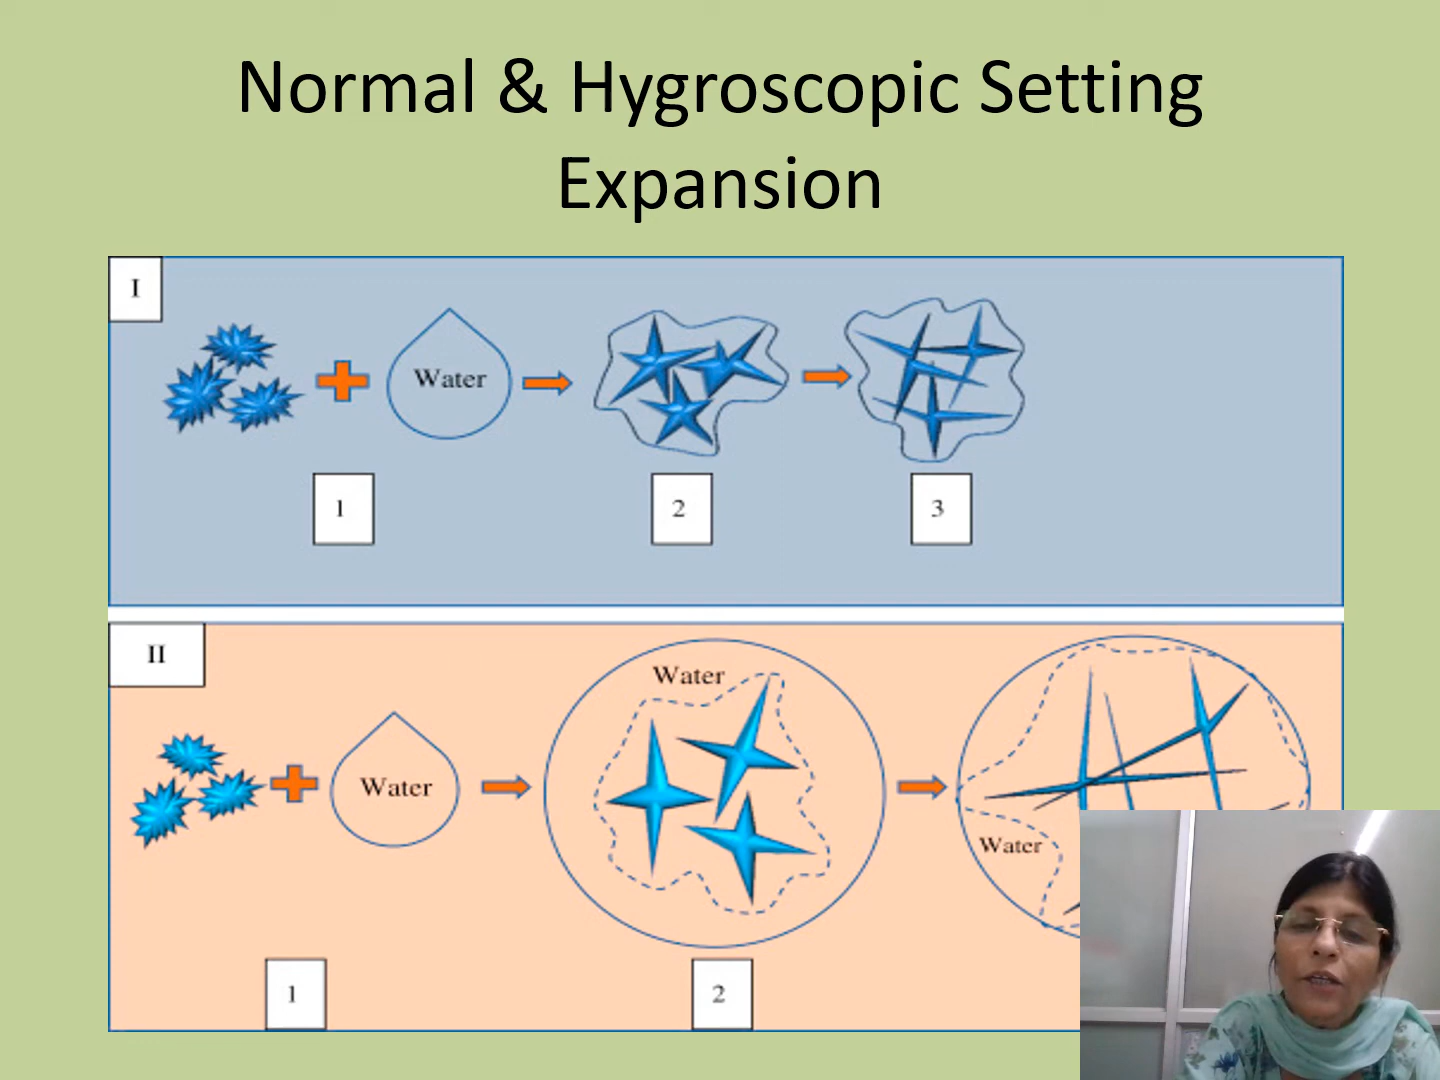 Normal & Hygroscopic Setting
Expansion
I
Water
1
2
3
II
Water
Water
Water
1
2